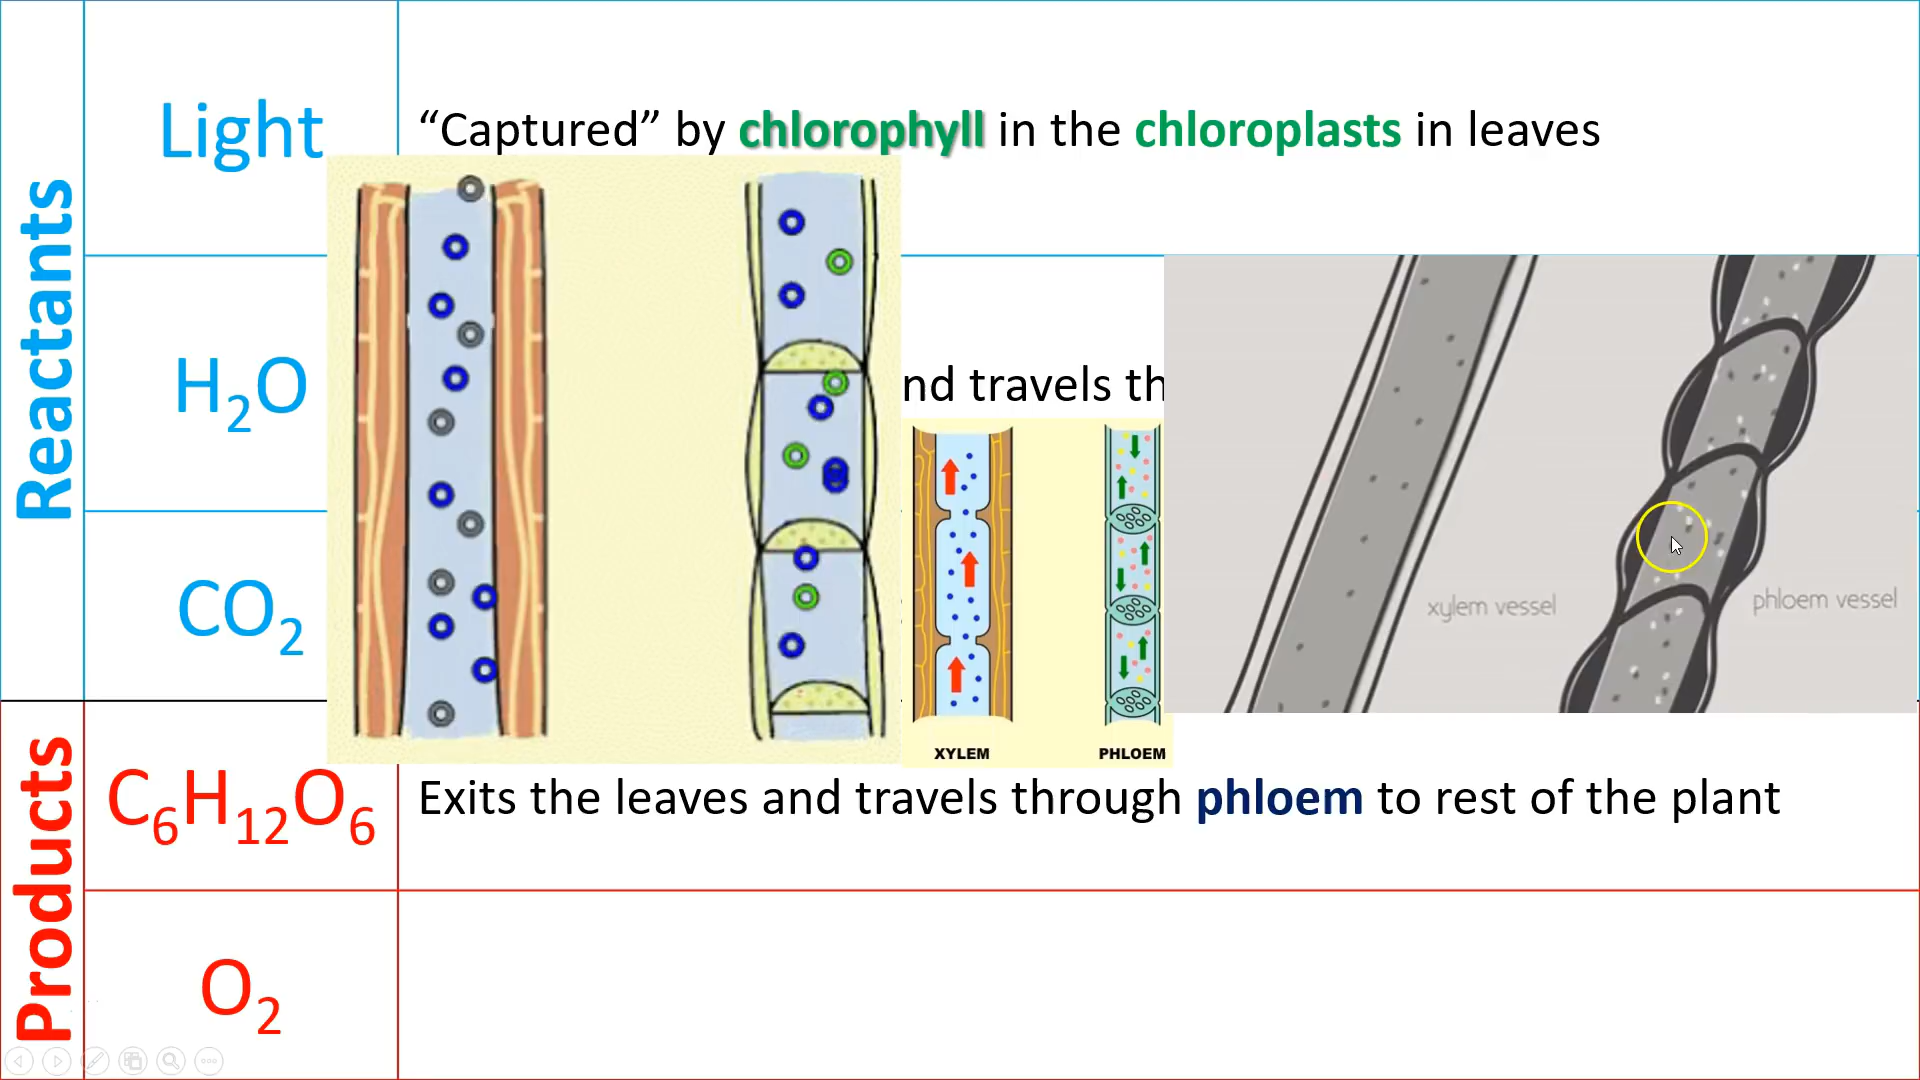 Reactants
Light
“Captured” by chlorophyll in the chloroplasts in leaves
H₂O
nd travels th
CO₂
xylem vessel
phloem vessel
XYLEM
PHLOEM
Products
C₆H₁₂O₆
Exits the leaves and travels through phloem to rest of the plant
O₂